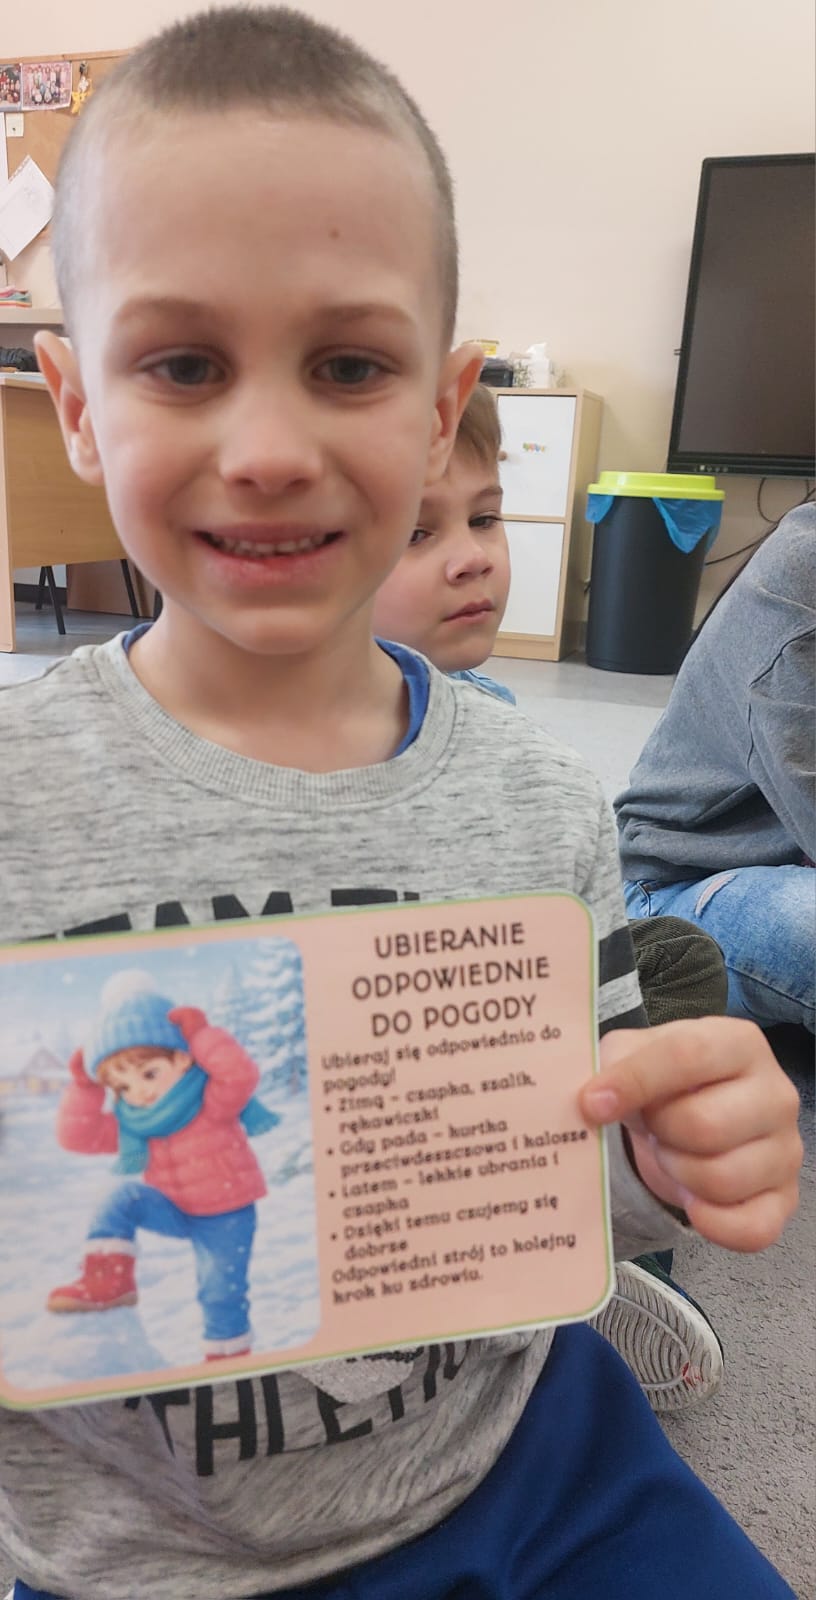 UBIERANIE
ODPOWIEDNIE
DO POGODY
Ubieraj się odpowiednio do
pogody!
• Zimą – czapka, szalik,
rękawiczki
• Gdy pada – kurtka
przeciwdeszczowa i kalosze
• Latem – lekkie ubrania i
czapka
• Dzięki temu czujemy się
dobrze
Odpowiedni strój to kolejny
krok ku zdrowiu.